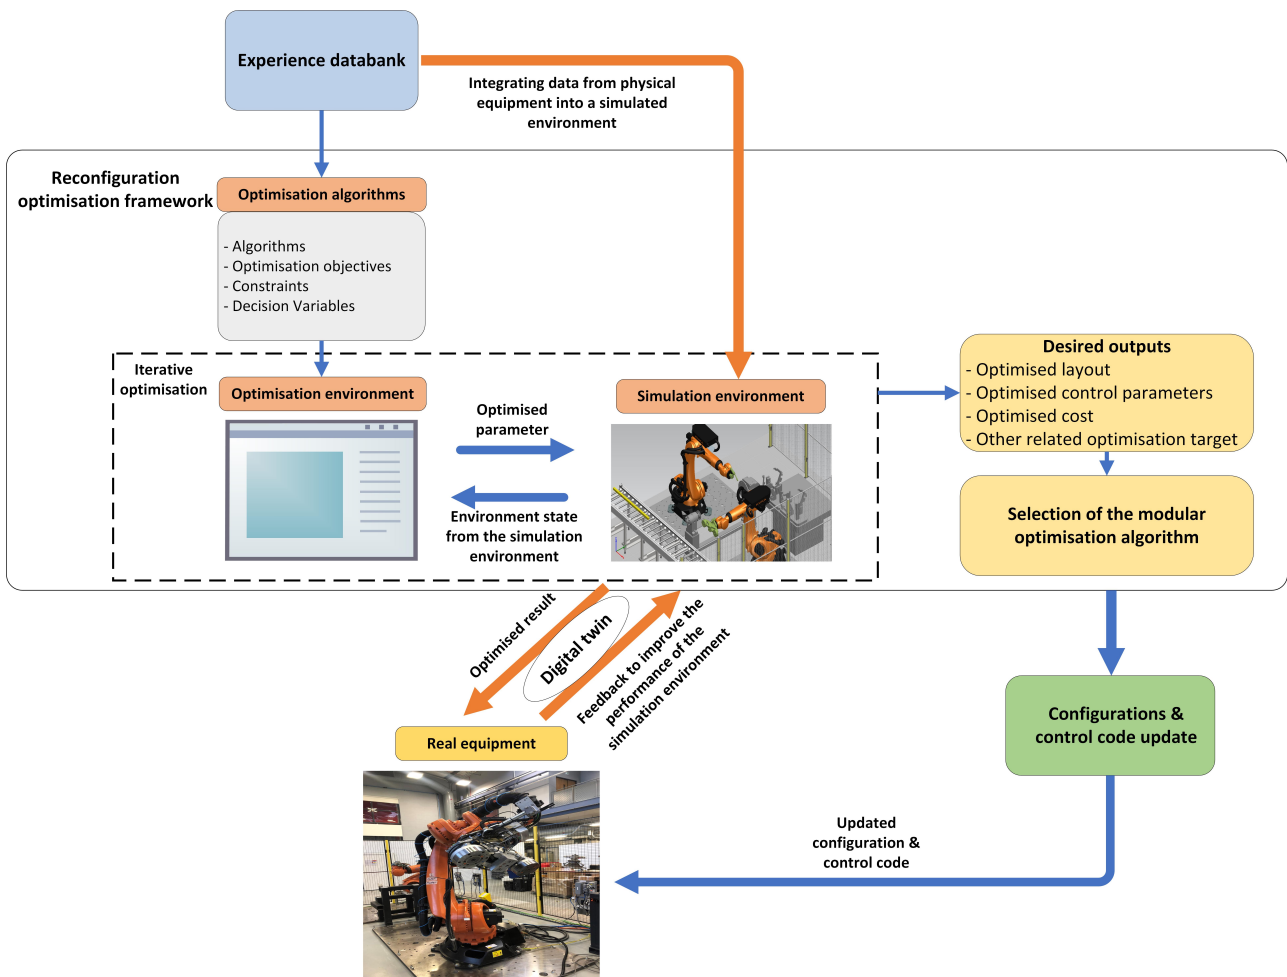 Experience databank
Integrating data from physical
equipment into a simulated
environment
Reconfiguration
optimisation framework
Optimisation algorithms
- Algorithms
- Optimisation objectives
- Constraints
- Decision Variables
Iterative
optimisation
Optimisation environment
Optimised
parameter
Environment state
from the simulation
environment
Simulation environment
Desired outputs
- Optimised layout
- Optimised control parameters
- Optimised cost
- Other related optimisation target
Selection of the modular
optimisation algorithm
Optimised result
Digital twin
Feedback to improve the
performance of the
simulation environment
Real equipment
Configurations &
control code update
Updated
configuration &
control code